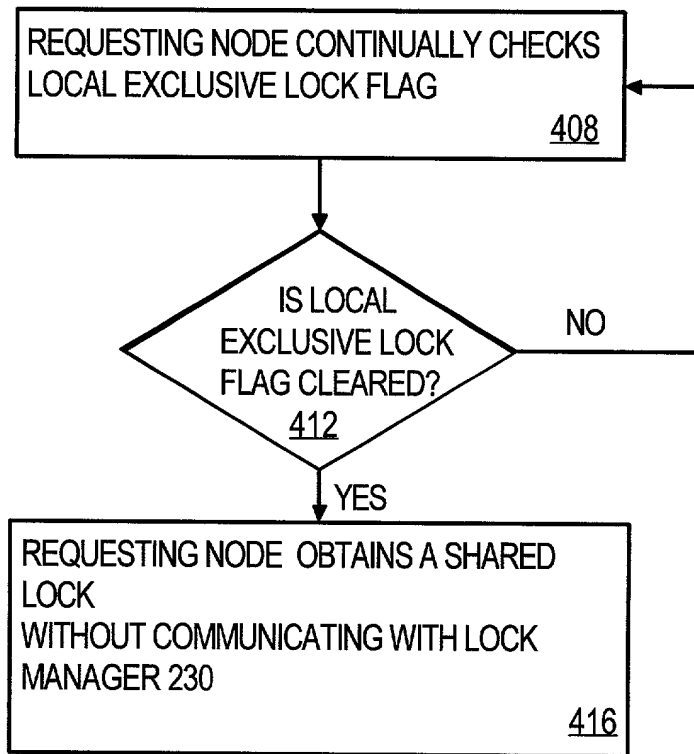 REQUESTING NODE CONTINUALLY CHECKS
LOCAL EXCLUSIVE LOCK FLAG
408
IS LOCAL
EXCLUSIVE LOCK
FLAG CLEARED?
412
NO
YES
REQUESTING NODE OBTAINS A SHARED
LOCK
WITHOUT COMMUNICATING WITH LOCK
MANAGER 230
416